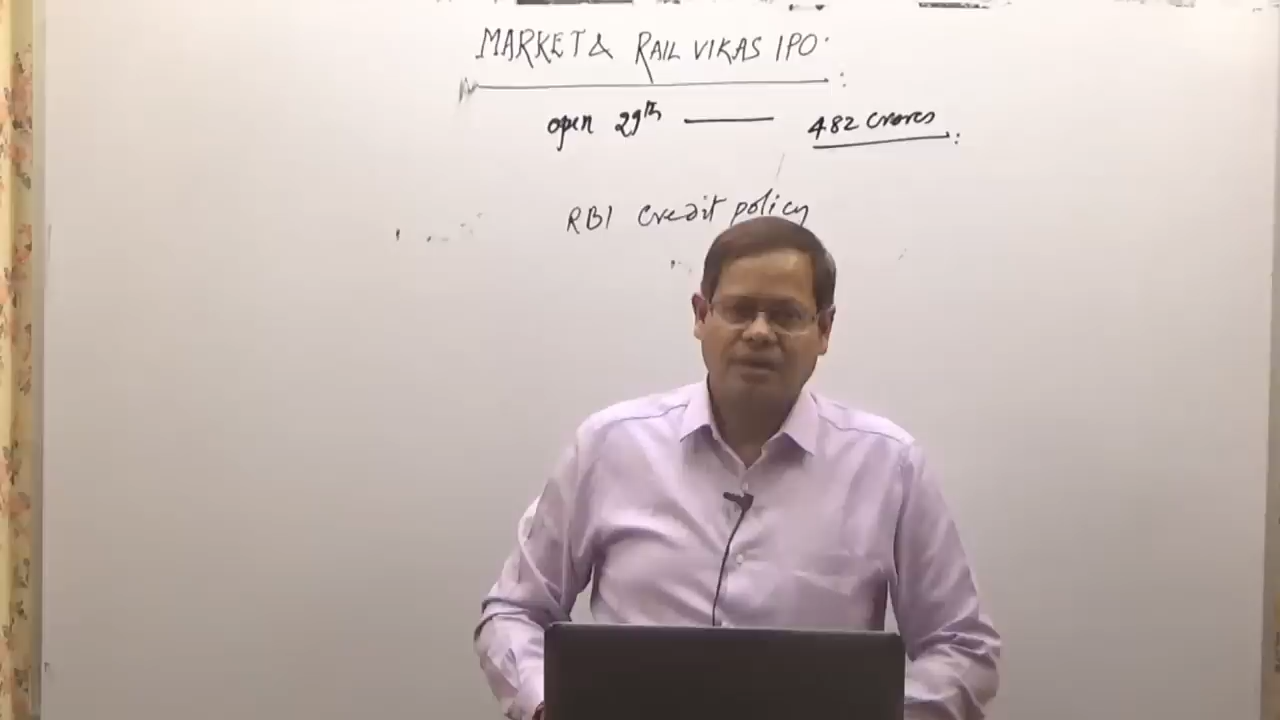 MARKET & RAIL VIKAS IPO.
open 29th — 482 crores
RBI Credit policy